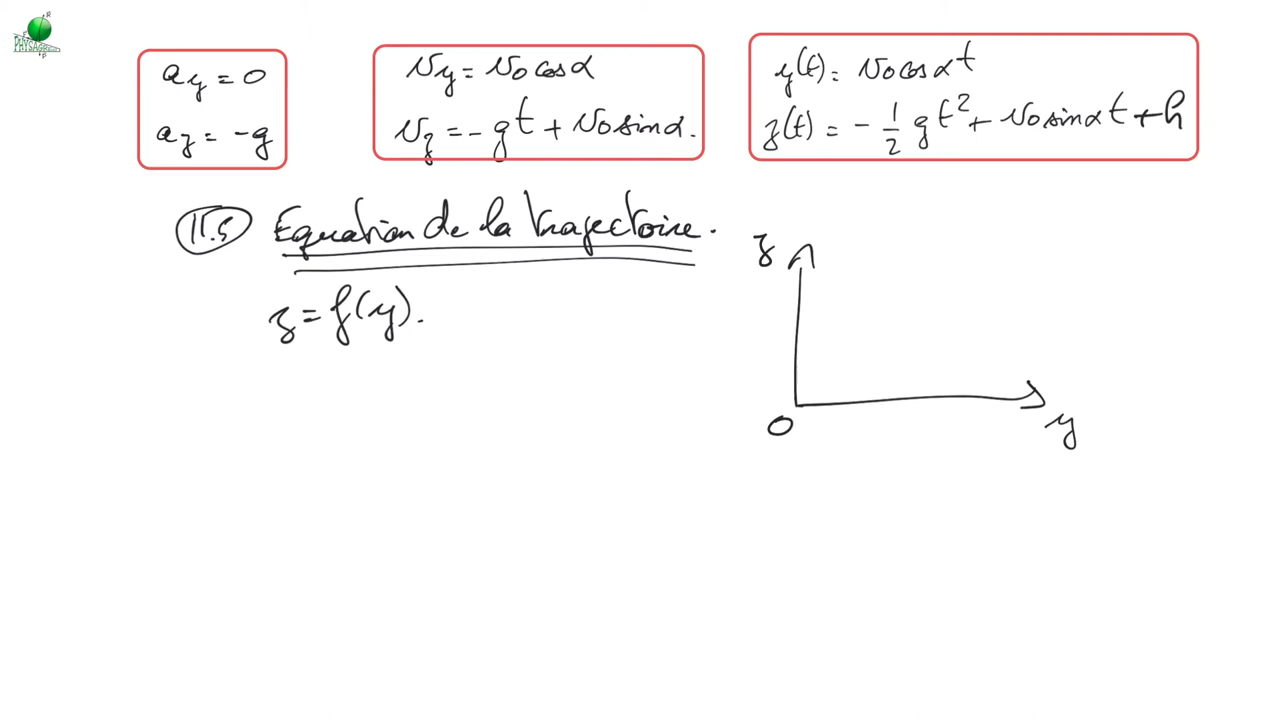 PHYSAGREG
ay = 0
az = -g
vy = v0 cos α
vz = -gt + v0 sin α.
y(t) = v0 cos α t
z(t) = - 1/2 gt² + v0 sin α t + h
II.5 Equation de la trajectoire.
z = f(y).
z
O
y